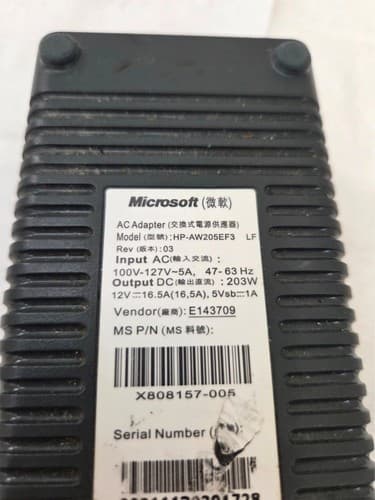 Microsoft (微軟)
AC Adapter (交換式電源供應器)
Model (型號):HP-AW205EF3 LF
Rev (版本):03
Input AC(輸入交流):
100V-127V~5A, 47-63 Hz
Output DC(輸出直流):203W
12V⎓16.5A(16,5A), 5Vsb⎓1A
Vendor(廠商):E143709
MS P/N (MS 料號):
X808157-005
Serial Number